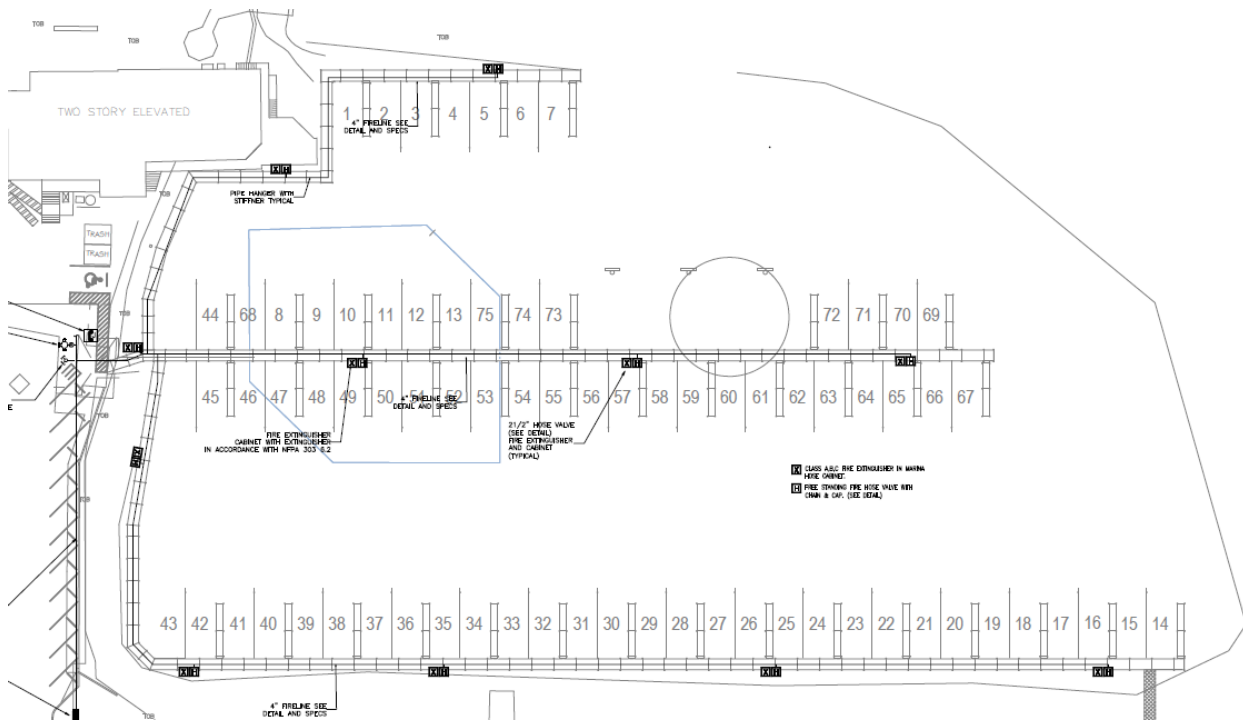 TOB
TOB
TOB
TWO STORY ELEVATED
1 2 3 4 5 6 7
4" FIRELINE SEE
DETAIL AND SPECS
PIPE HANGER WITH
STIFFNER TYPICAL
TOB
TRASH
TRASH
TOB
44 68 8 9 10 11 12 13 75 74 73 72 71 70 69
45 46 47 48 49 50 51 52 53 54 55 56 57 58 59 60 61 62 63 64 65 66 67
4" FIRELINE SEE
DETAIL AND SPECS
TOB
FIRE EXTINGUISHER
CABINET WITH EXTINGUISHER
IN ACCORDANCE WITH NFPA 303 6.2
21/2" HOSE VALVE
(SEE DETAIL)
FIRE EXTINGUISHER
AND CABINET
(TYPICAL)
X CLASS A,B,C FIRE EXTINGUISHER IN MARINA
HOSE CABINET.
H FREE STANDING FIRE HOSE VALVE WITH
CHAIN & CAP. (SEE DETAIL)
E
TOB
43 42 41 40 39 38 37 36 35 34 33 32 31 30 29 28 27 26 25 24 23 22 21 20 19 18 17 16 15 14
4" FIRELINE SEE
DETAIL AND SPECS
TOB